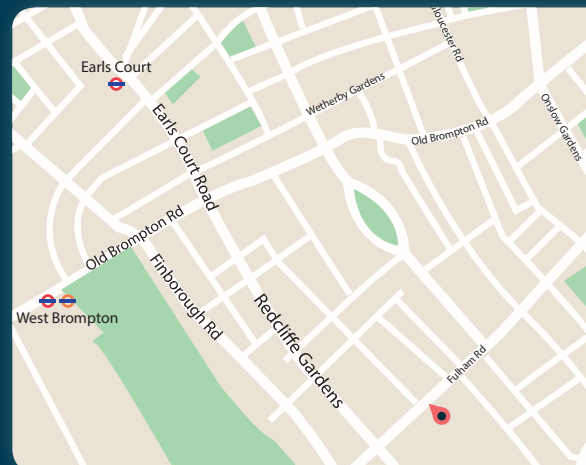 Gloucester Rd
Earls Court
Wetherby Gardens
Onslow Gardens
Earls Court Road
Old Brompton Rd
Old Brompton Rd
Finborough Rd
West Brompton
Redcliffe Gardens
Fulham Rd